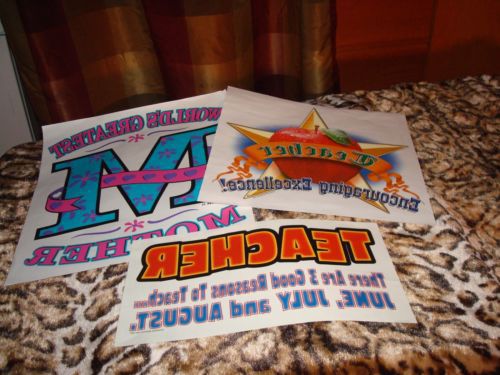 WORLD'S GREATEST
M
MOTHER
Teacher
Encouraging Excellence!
TEACHER
There Are 3 Good Reasons To Teach....
JUNE, JULY and AUGUST.